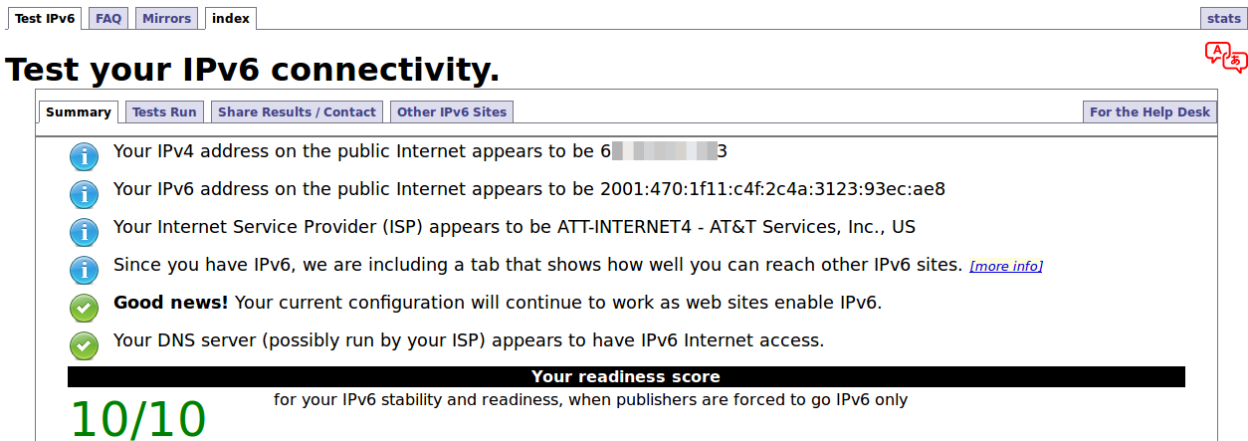 Test IPv6 FAQ Mirrors index stats
Test your IPv6 connectivity.
Summary Tests Run Share Results / Contact Other IPv6 Sites For the Help Desk
Your IPv4 address on the public Internet appears to be 6 3
Your IPv6 address on the public Internet appears to be 2001:470:1f11:c4f:2c4a:3123:93ec:ae8
Your Internet Service Provider (ISP) appears to be ATT-INTERNET4 - AT&T Services, Inc., US
Since you have IPv6, we are including a tab that shows how well you can reach other IPv6 sites. [more info]
Good news! Your current configuration will continue to work as web sites enable IPv6.
Your DNS server (possibly run by your ISP) appears to have IPv6 Internet access.
Your readiness score
10/10 for your IPv6 stability and readiness, when publishers are forced to go IPv6 only